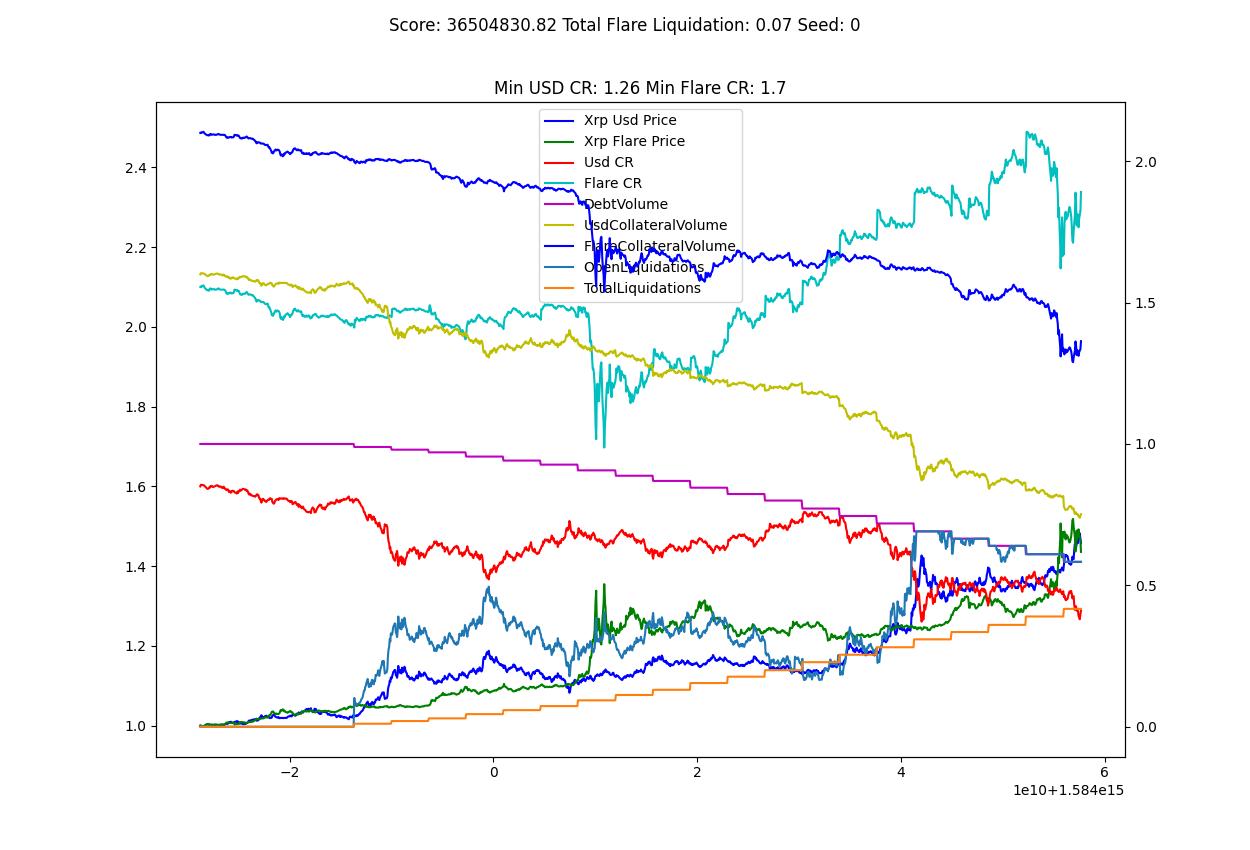 Score: 36504830.82 Total Flare Liquidation: 0.07 Seed: 0
Min USD CR: 1.26 Min Flare CR: 1.7
Xrp Usd Price
Xrp Flare Price
Usd CR
Flare CR
DebtVolume
UsdCollateralVolume
FlareCollateralVolume
OpenLiquidations
TotalLiquidations
2.4
2.2
2.0
1.8
1.6
1.4
1.2
1.0
2.0
1.5
1.0
0.5
0.0
−2 0 2 4 6
1e10+1.584e15